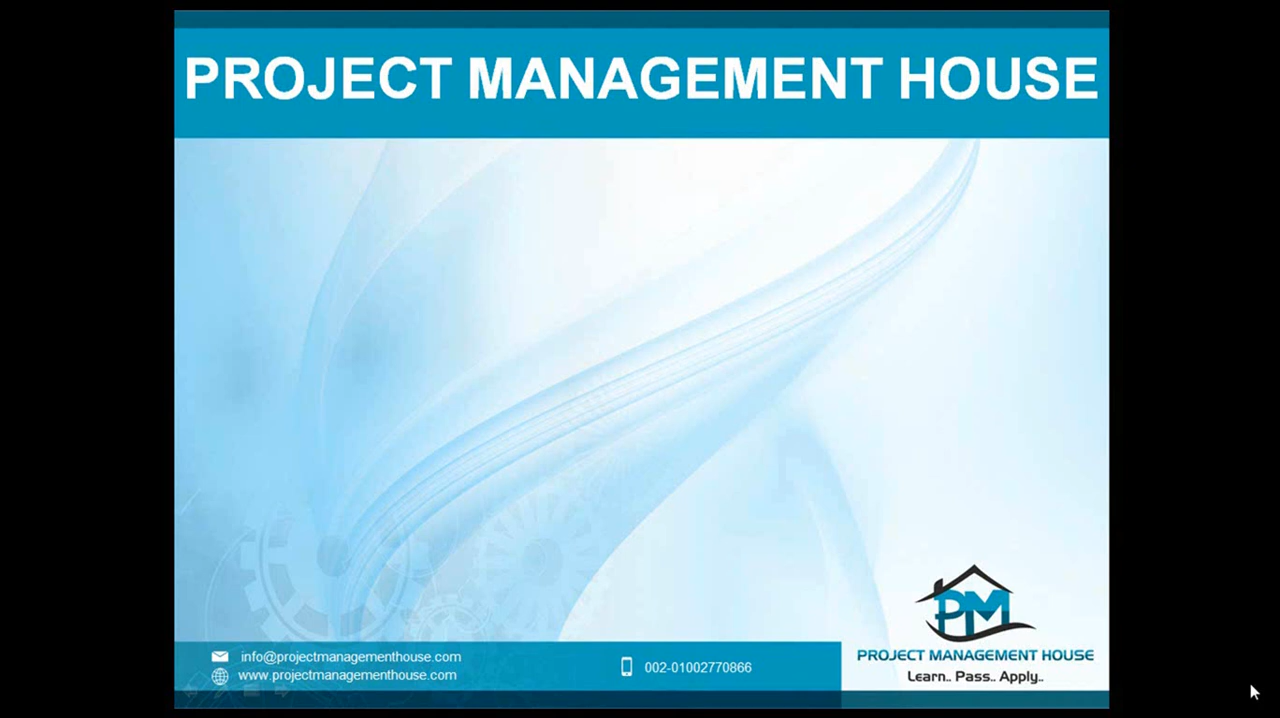 PROJECT MANAGEMENT HOUSE
info@projectmanagementhouse.com
www.projectmanagementhouse.com
002-01002770866
PM
PROJECT MANAGEMENT HOUSE
Learn.. Pass.. Apply..